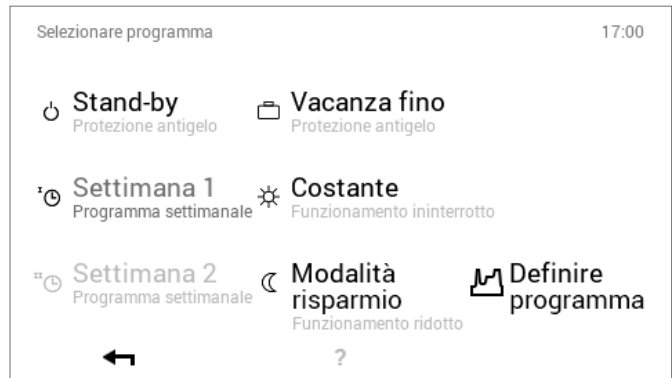 Selezionare programma 17:00
Stand-by
Protezione antigelo
Vacanza fino
Protezione antigelo
I Settimana 1
Programma settimanale
Costante
Funzionamento ininterrotto
II Settimana 2
Programma settimanale
Modalità
risparmio
Funzionamento ridotto
Definire
programma
?